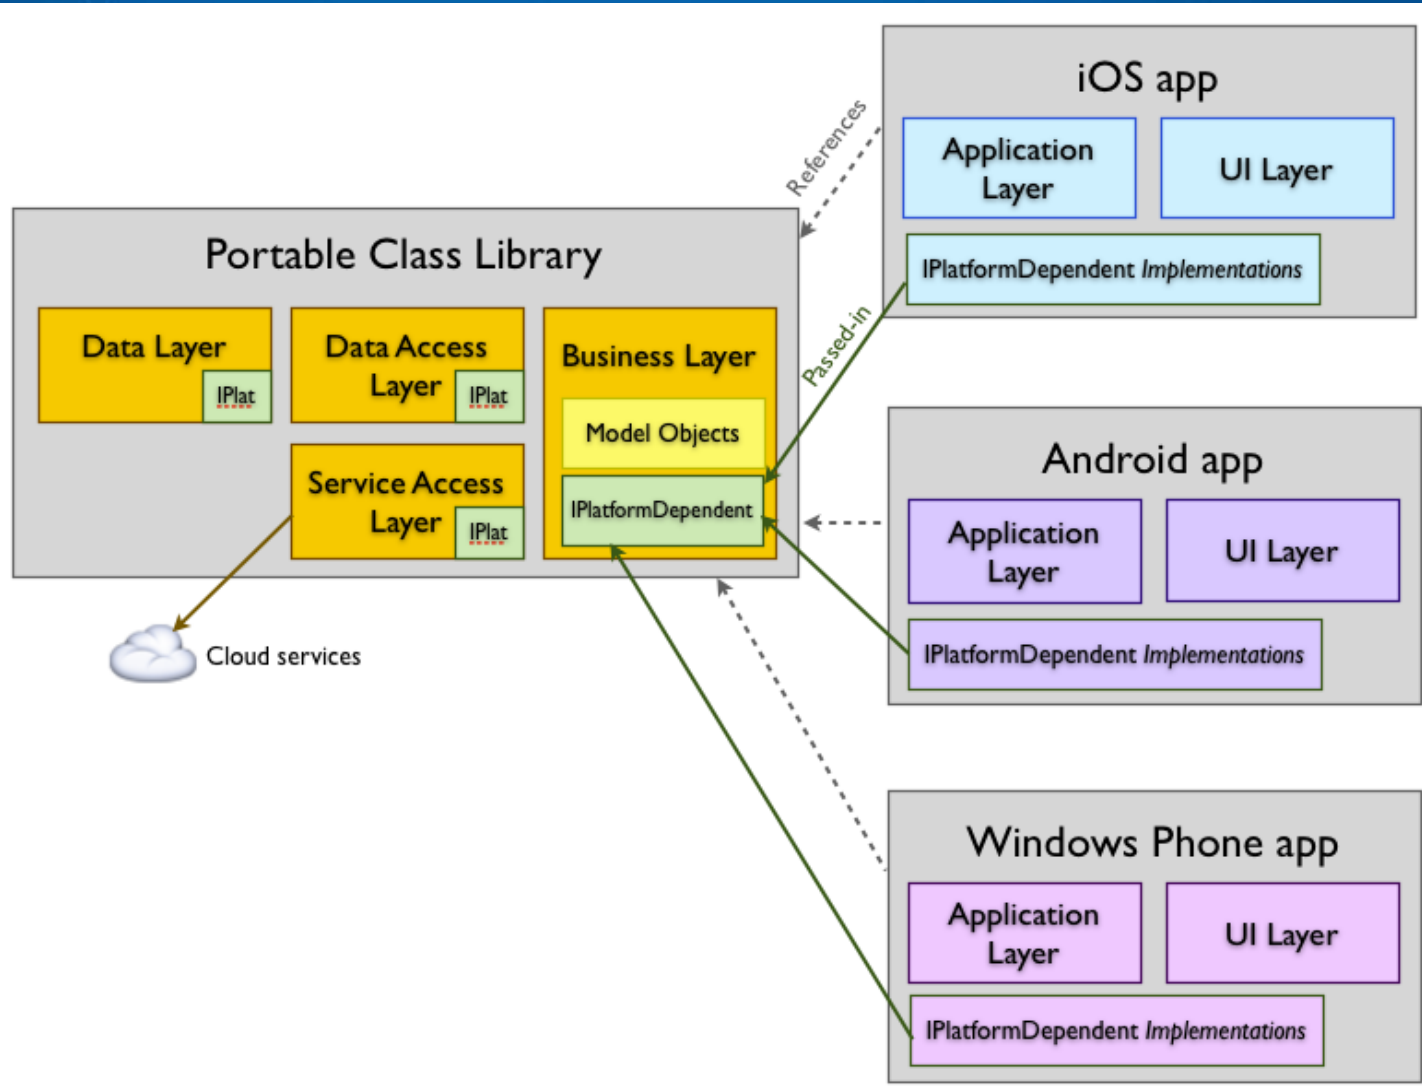 iOS app
Application
Layer
UI Layer
IPlatformDependent Implementations
References
Passed-in
Portable Class Library
Data Layer
IPlat
Data Access
Layer
IPlat
Business Layer
Model Objects
IPlatformDependent
Service Access
Layer
IPlat
Cloud services
Android app
Application
Layer
UI Layer
IPlatformDependent Implementations
Windows Phone app
Application
Layer
UI Layer
IPlatformDependent Implementations